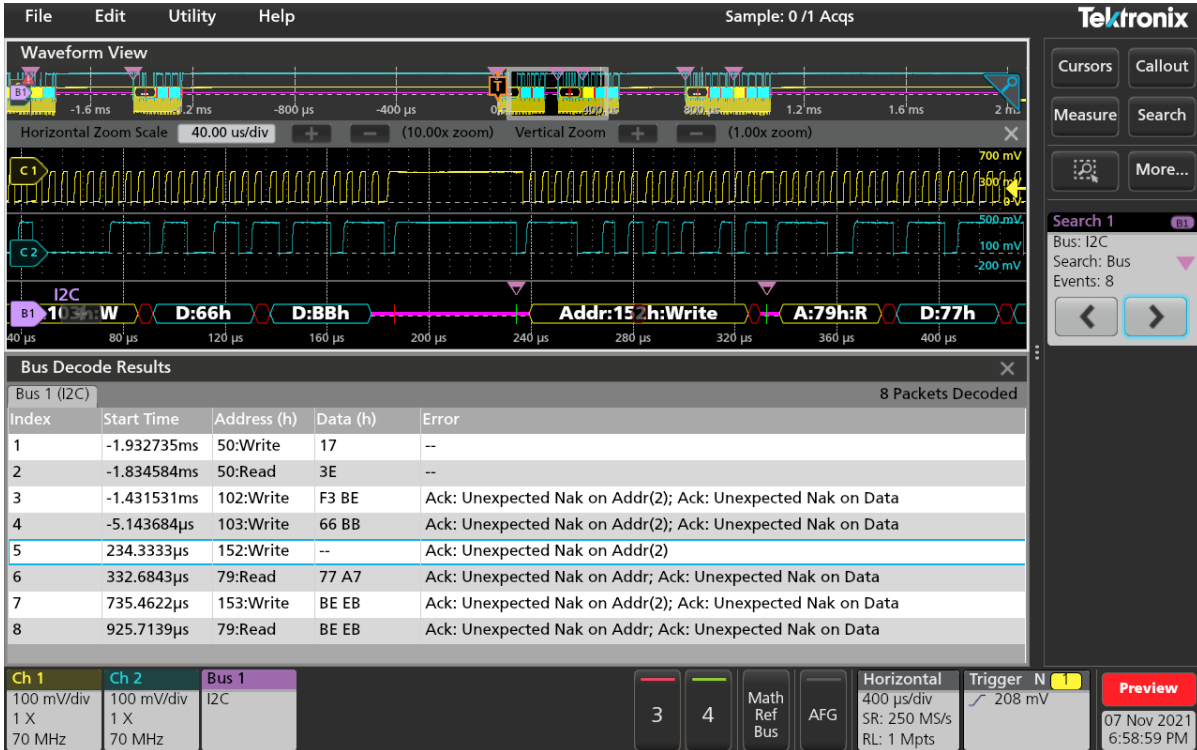 File Edit Utility Help Sample: 0 /1 Acqs Tektronix
Waveform View
B1 T
-1.6 ms -800 µs -400 µs 1.2 ms 1.6 ms
Horizontal Zoom Scale 40.00 us/div + − (10.00x zoom) Vertical Zoom + − (1.00x zoom)
C 1
700 mV
300 mV
0 V
C 2
500 mV
100 mV
-200 mV
I2C
B1 103h:W D:66h D:BBh Addr:152h:Write A:79h:R D:77h
40 µs 80 µs 120 µs 160 µs 200 µs 240 µs 280 µs 320 µs 360 µs 400 µs
Cursors Callout
Measure Search
More...
Search 1 B1
Bus: I2C
Search: Bus
Events: 8
Bus Decode Results
Bus 1 (I2C) 8 Packets Decoded
Index Start Time Address (h) Data (h) Error
1 -1.932735ms 50:Write 17 --
2 -1.834584ms 50:Read 3E --
3 -1.431531ms 102:Write F3 BE Ack: Unexpected Nak on Addr(2); Ack: Unexpected Nak on Data
4 -5.143684µs 103:Write 66 BB Ack: Unexpected Nak on Addr(2); Ack: Unexpected Nak on Data
5 234.3333µs 152:Write -- Ack: Unexpected Nak on Addr(2)
6 332.6843µs 79:Read 77 A7 Ack: Unexpected Nak on Addr; Ack: Unexpected Nak on Data
7 735.4622µs 153:Write BE EB Ack: Unexpected Nak on Addr(2); Ack: Unexpected Nak on Data
8 925.7139µs 79:Read BE EB Ack: Unexpected Nak on Addr; Ack: Unexpected Nak on Data
Ch 1
100 mV/div
1 X
70 MHz
Ch 2
100 mV/div
1 X
70 MHz
Bus 1
I2C
3
4
Math
Ref
Bus
AFG
Horizontal
400 µs/div
SR: 250 MS/s
RL: 1 Mpts
Trigger N 1
208 mV
Preview
07 Nov 2021
6:58:59 PM